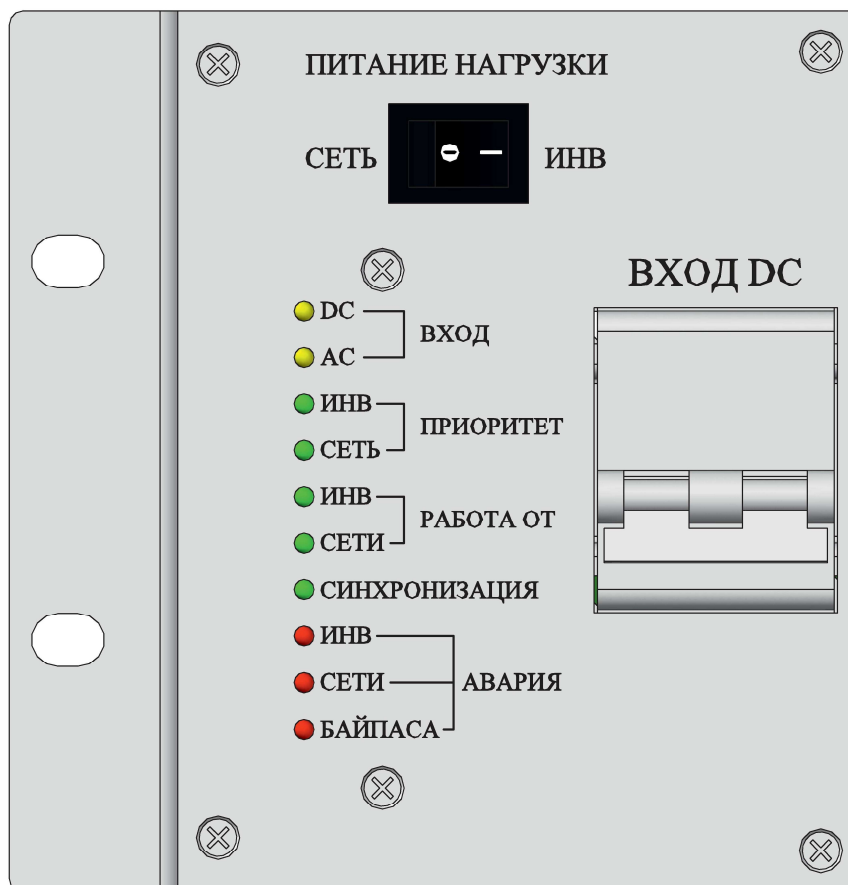 ПИТАНИЕ НАГРУЗКИ
СЕТЬ
ИНВ
ВХОД DC
DC
AC
ВХОД
ИНВ
СЕТЬ
ПРИОРИТЕТ
ИНВ
СЕТИ
РАБОТА ОТ
СИНХРОНИЗАЦИЯ
ИНВ
СЕТИ
БАЙПАСА
АВАРИЯ